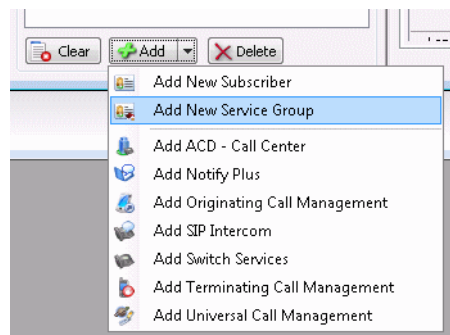 Clear Add Delete
Add New Subscriber
Add New Service Group
Add ACD - Call Center
Add Notify Plus
Add Originating Call Management
Add SIP Intercom
Add Switch Services
Add Terminating Call Management
Add Universal Call Management